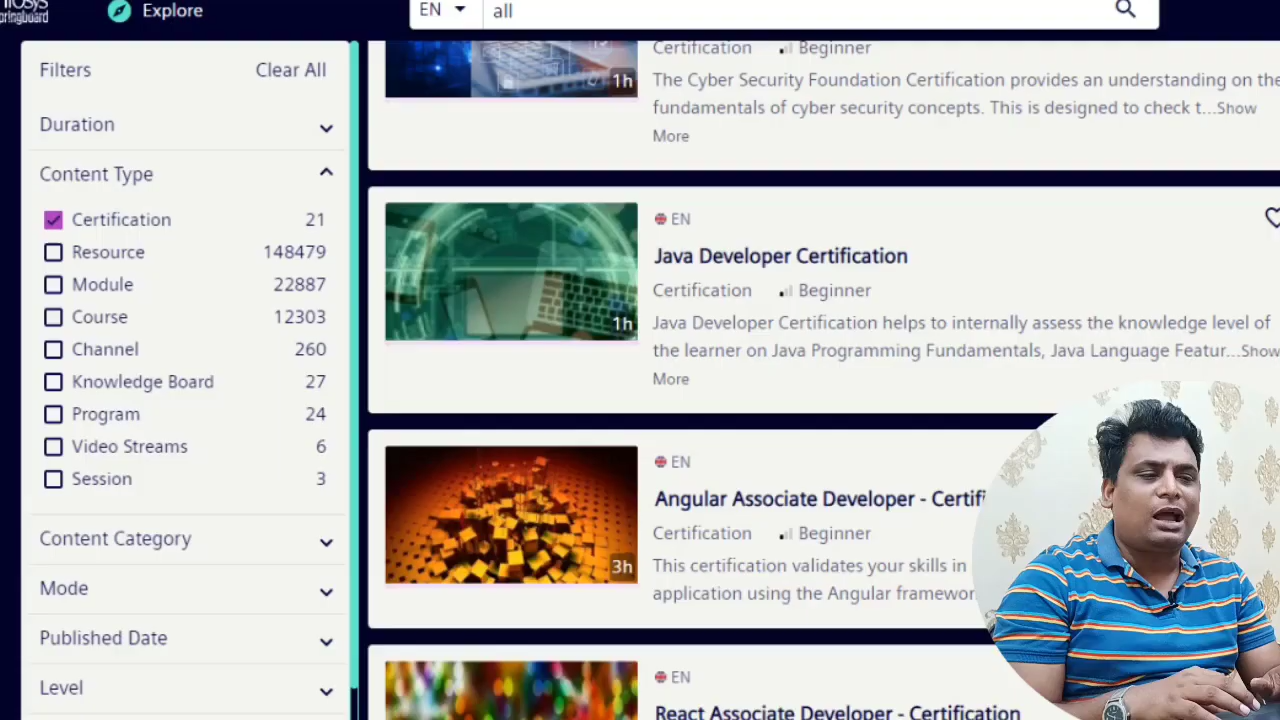 Infosys
Springboard
Explore
EN
all
Filters
Clear All
Duration
Content Type
Certification 21
Resource 148479
Module 22887
Course 12303
Channel 260
Knowledge Board 27
Program 24
Video Streams 6
Session 3
Content Category
Mode
Published Date
Level
1h
Certification Beginner
The Cyber Security Foundation Certification provides an understanding on the
fundamentals of cyber security concepts. This is designed to check t...Show
More
1h
EN
Java Developer Certification
Certification Beginner
Java Developer Certification helps to internally assess the knowledge level of
the learner on Java Programming Fundamentals, Java Language Featur...Show
More
3h
EN
Angular Associate Developer - Certifi
Certification Beginner
This certification validates your skills in
application using the Angular framewor
EN
React Associate Developer - Certification